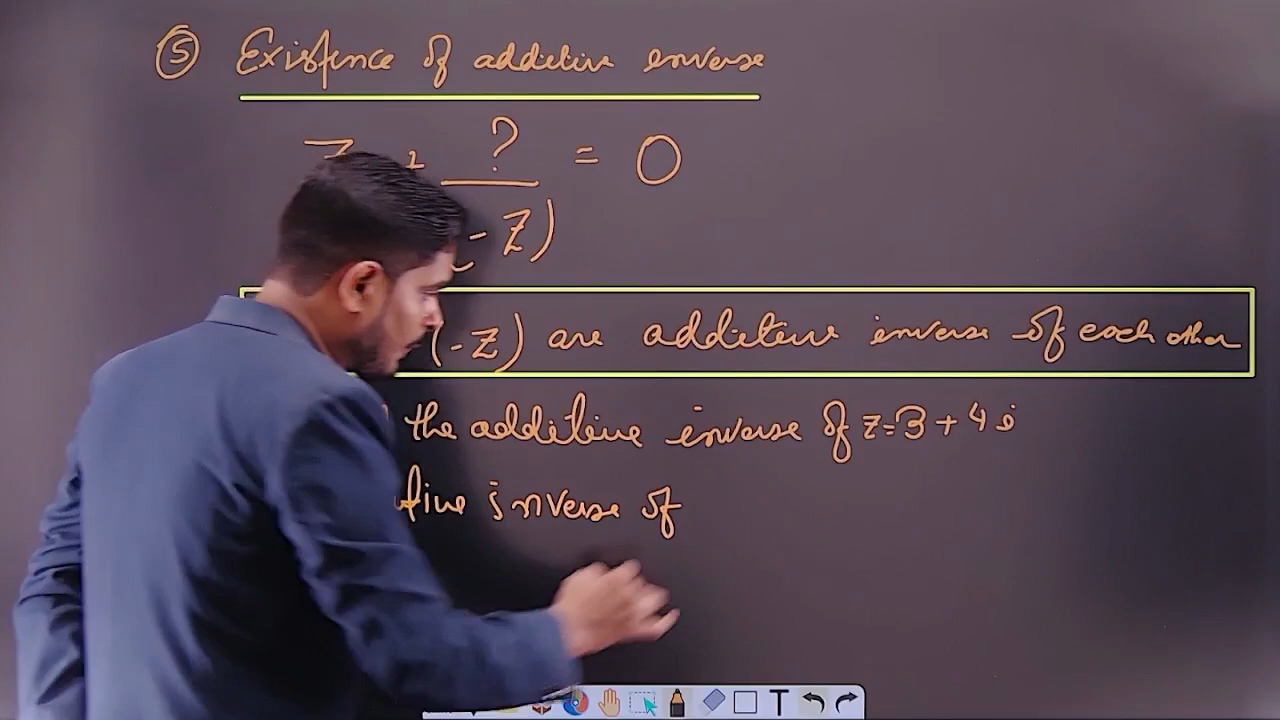 ⑤ Existence of additive inverse
Z + ? = 0
(-Z)
(-Z) are additive inverse of each other
the additive inverse of Z=3+4i
inverse of
T